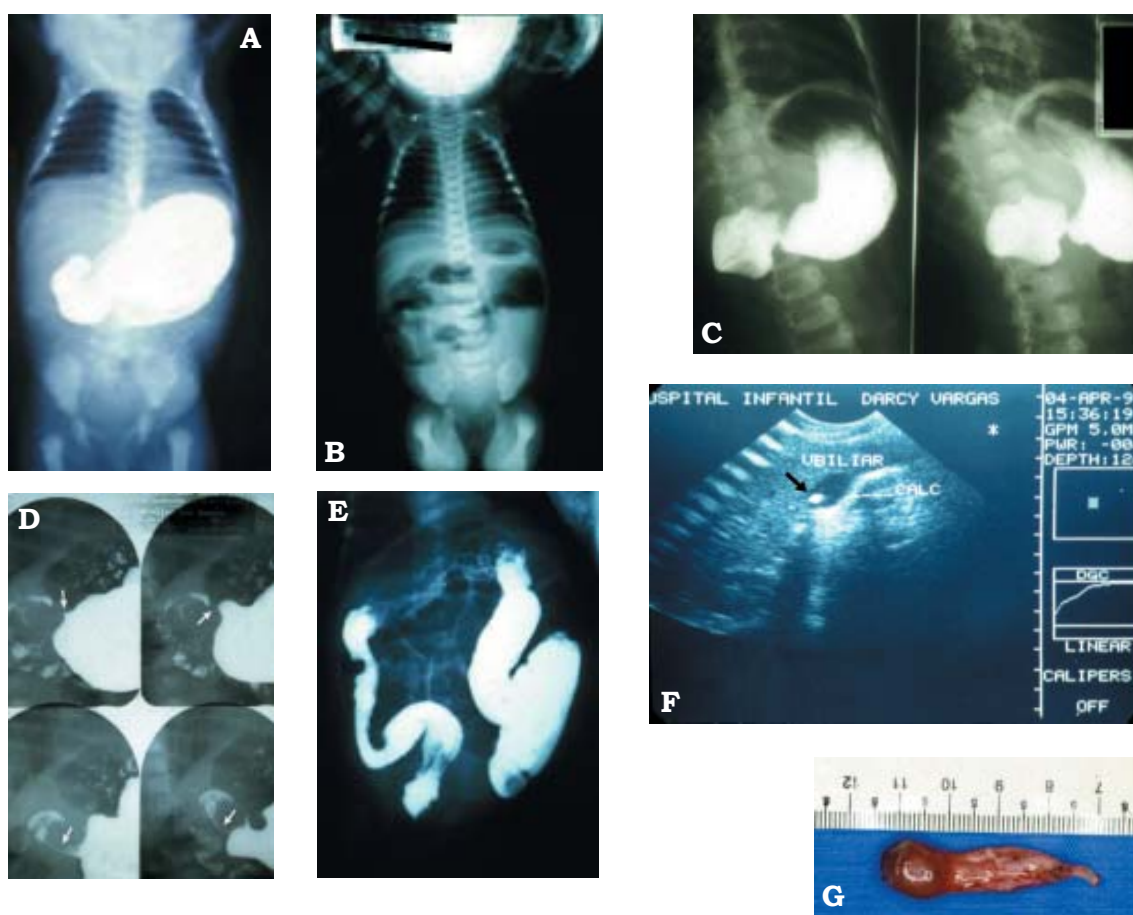 A
B
C
D
E
USPITAL INFANTIL DARCY VARGAS
*
VBILIAR
CALC
04-APR-9
15:36:19
GPM 5.0M
PWR: -00
DEPTH:12
DGC
LINEAR
CALIPERS
OFF
F
12 11 10 9 8 7
G